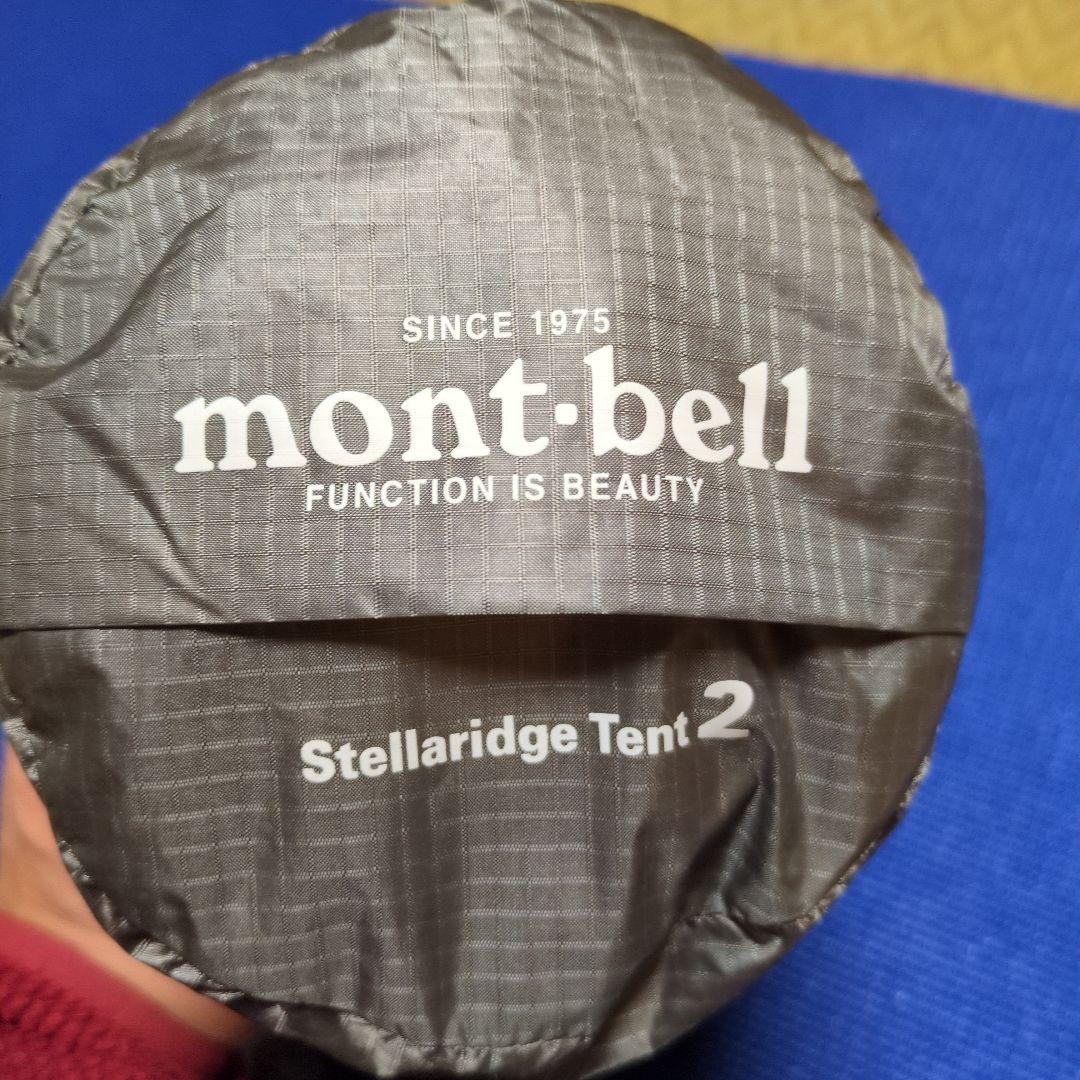 SINCE 1975
mont·bell
FUNCTION IS BEAUTY
Stellaridge Tent 2